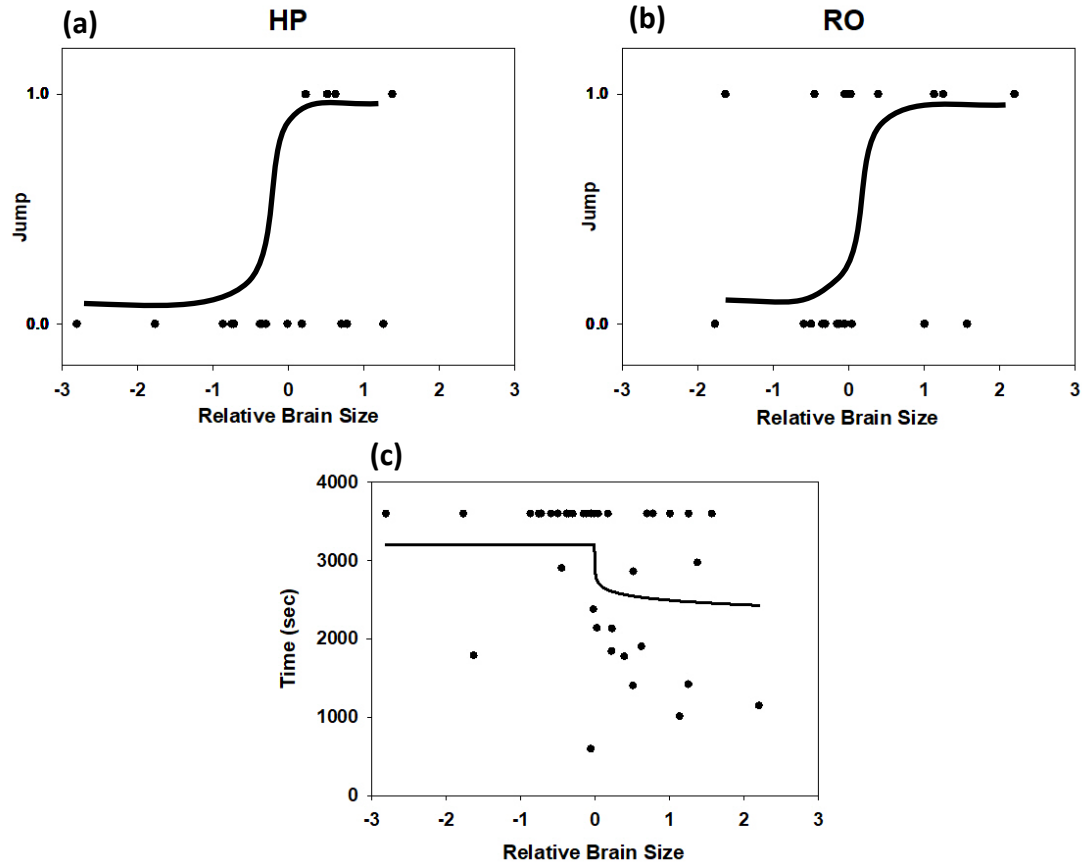 (a) HP
1.0
Jump
0.0
-3 -2 -1 0 1 2 3
Relative Brain Size
(b) RO
1.0
Jump
0.0
-3 -2 -1 0 1 2 3
Relative Brain Size
(c)
4000
3000
2000
1000
0
Time (sec)
-3 -2 -1 0 1 2 3
Relative Brain Size